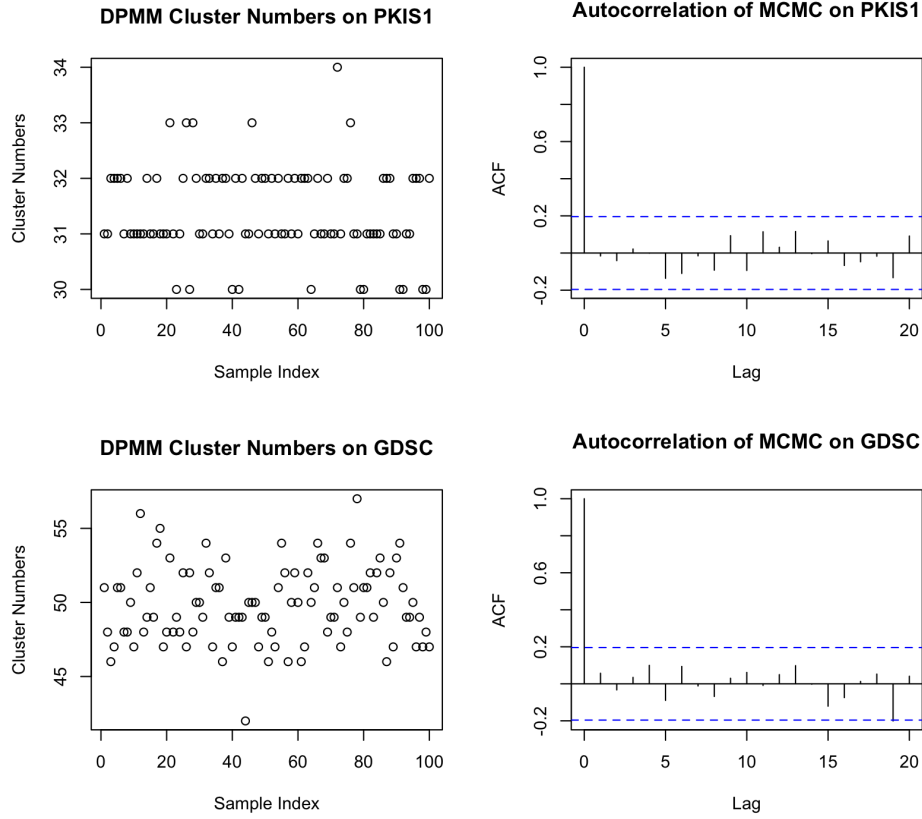 DPMM Cluster Numbers on PKIS1
Cluster Numbers
34
33
32
31
30
0 20 40 60 80 100
Sample Index
Autocorrelation of MCMC on PKIS1
ACF
1.0
0.6
0.2
-0.2
0 5 10 15 20
Lag
DPMM Cluster Numbers on GDSC
Cluster Numbers
55
50
45
0 20 40 60 80 100
Sample Index
Autocorrelation of MCMC on GDSC
ACF
1.0
0.6
0.2
-0.2
0 5 10 15 20
Lag